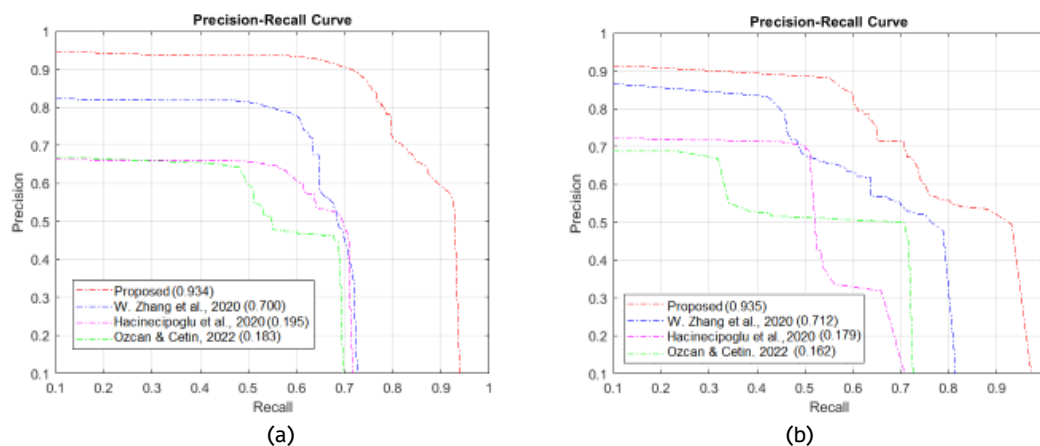 Precision-Recall Curve
1
0.9
0.8
0.7
0.6
0.5
0.4
0.3
0.2
0.1
Precision
Proposed (0.934)
W. Zhang et al., 2020 (0.700)
Hacinecipoglu et al., 2020 (0.195)
Ozcan & Cetin, 2022 (0.183)
0.1 0.2 0.3 0.4 0.5 0.6 0.7 0.8 0.9 1
Recall
(a)
Precision-Recall Curve
1
0.9
0.8
0.7
0.6
0.5
0.4
0.3
0.2
0.1
Precision
Proposed (0.935)
W. Zhang et al., 2020 (0.712)
Hacinecipoglu et al., 2020 (0.179)
Ozcan & Cetin. 2022 (0.162)
0.1 0.2 0.3 0.4 0.5 0.6 0.7 0.8 0.9
Recall
(b)